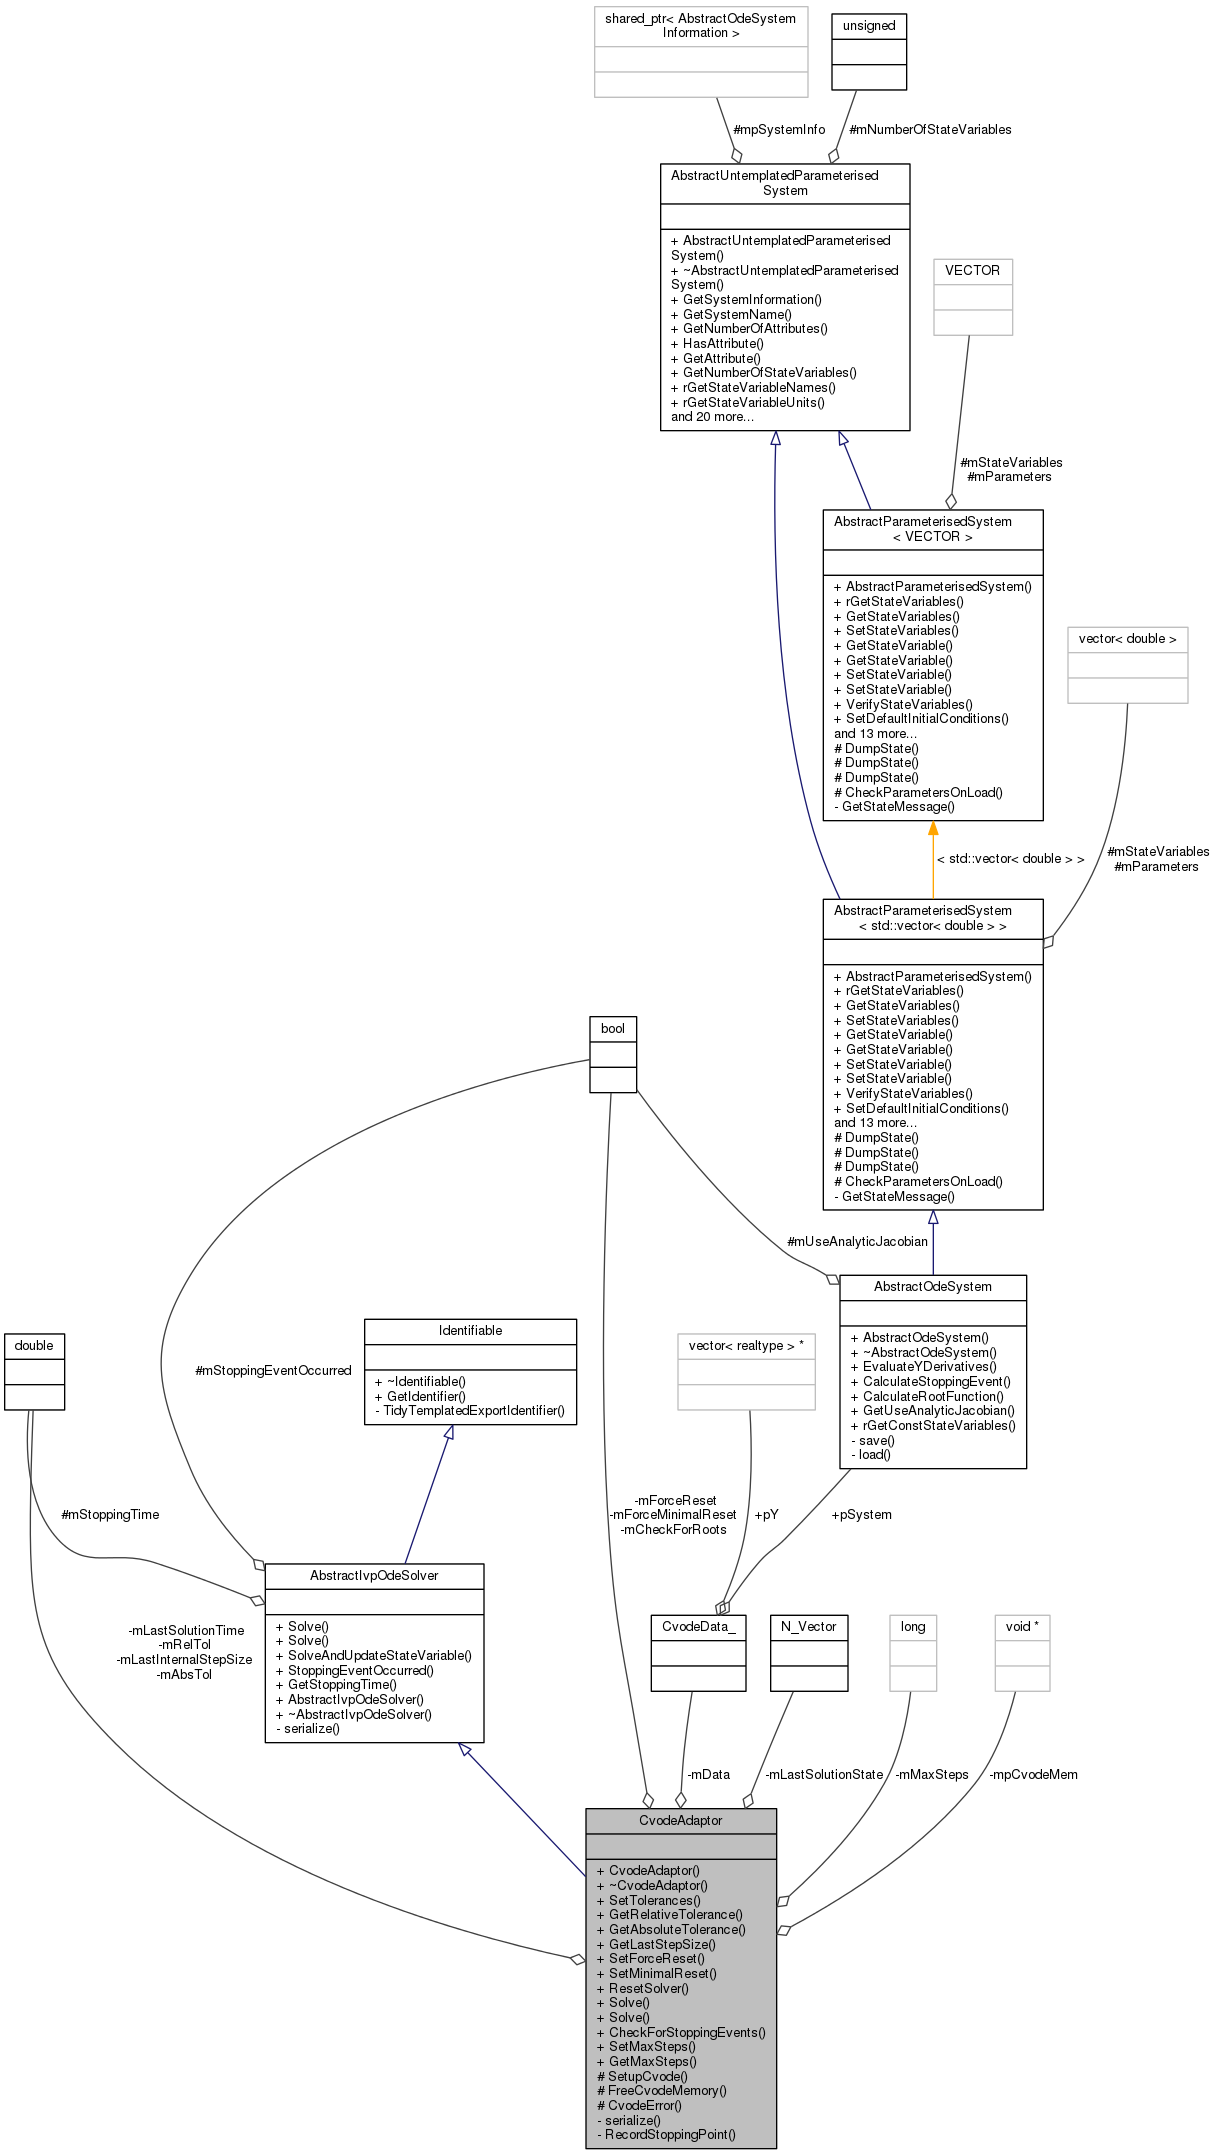 shared_ptr< AbstractOdeSystem
Information >
unsigned
#mpSystemInfo
#mNumberOfStateVariables
AbstractUntemplatedParameterised
System
+ AbstractUntemplatedParameterised
System()
+ ~AbstractUntemplatedParameterised
System()
+ GetSystemInformation()
+ GetSystemName()
+ GetNumberOfAttributes()
+ HasAttribute()
+ GetAttribute()
+ GetNumberOfStateVariables()
+ rGetStateVariableNames()
+ rGetStateVariableUnits()
and 20 more...
VECTOR
#mStateVariables
#mParameters
AbstractParameterisedSystem
< VECTOR >
+ AbstractParameterisedSystem()
+ rGetStateVariables()
+ GetStateVariables()
+ SetStateVariables()
+ GetStateVariable()
+ GetStateVariable()
+ SetStateVariable()
+ SetStateVariable()
+ VerifyStateVariables()
+ SetDefaultInitialConditions()
and 13 more...
# DumpState()
# DumpState()
# DumpState()
# CheckParametersOnLoad()
- GetStateMessage()
vector< double >
< std::vector< double > >
#mStateVariables
#mParameters
AbstractParameterisedSystem
< std::vector< double > >
+ AbstractParameterisedSystem()
+ rGetStateVariables()
+ GetStateVariables()
+ SetStateVariables()
+ GetStateVariable()
+ GetStateVariable()
+ SetStateVariable()
+ SetStateVariable()
+ VerifyStateVariables()
+ SetDefaultInitialConditions()
and 13 more...
# DumpState()
# DumpState()
# DumpState()
# CheckParametersOnLoad()
- GetStateMessage()
bool
#mUseAnalyticJacobian
AbstractOdeSystem
+ AbstractOdeSystem()
+ ~AbstractOdeSystem()
+ EvaluateYDerivatives()
+ CalculateStoppingEvent()
+ CalculateRootFunction()
+ GetUseAnalyticJacobian()
+ rGetConstStateVariables()
- save()
- load()
double
#mStoppingEventOccurred
Identifiable
+ ~Identifiable()
+ GetIdentifier()
- TidyTemplatedExportIdentifier()
vector< realtype > *
#mStoppingTime
-mForceReset
-mForceMinimalReset
-mCheckForRoots
+pY
+pSystem
AbstractIvpOdeSolver
+ Solve()
+ Solve()
+ SolveAndUpdateStateVariable()
+ StoppingEventOccurred()
+ GetStoppingTime()
+ AbstractIvpOdeSolver()
+ ~AbstractIvpOdeSolver()
- serialize()
-mLastSolutionTime
-mRelTol
-mLastInternalStepSize
-mAbsTol
CvodeData_
N_Vector
long
void *
-mData
-mLastSolutionState
-mMaxSteps
-mpCvodeMem
CvodeAdaptor
+ CvodeAdaptor()
+ ~CvodeAdaptor()
+ SetTolerances()
+ GetRelativeTolerance()
+ GetAbsoluteTolerance()
+ GetLastStepSize()
+ SetForceReset()
+ SetMinimalReset()
+ ResetSolver()
+ Solve()
+ Solve()
+ CheckForStoppingEvents()
+ SetMaxSteps()
+ GetMaxSteps()
# SetupCvode()
# FreeCvodeMemory()
# CvodeError()
- serialize()
- RecordStoppingPoint()